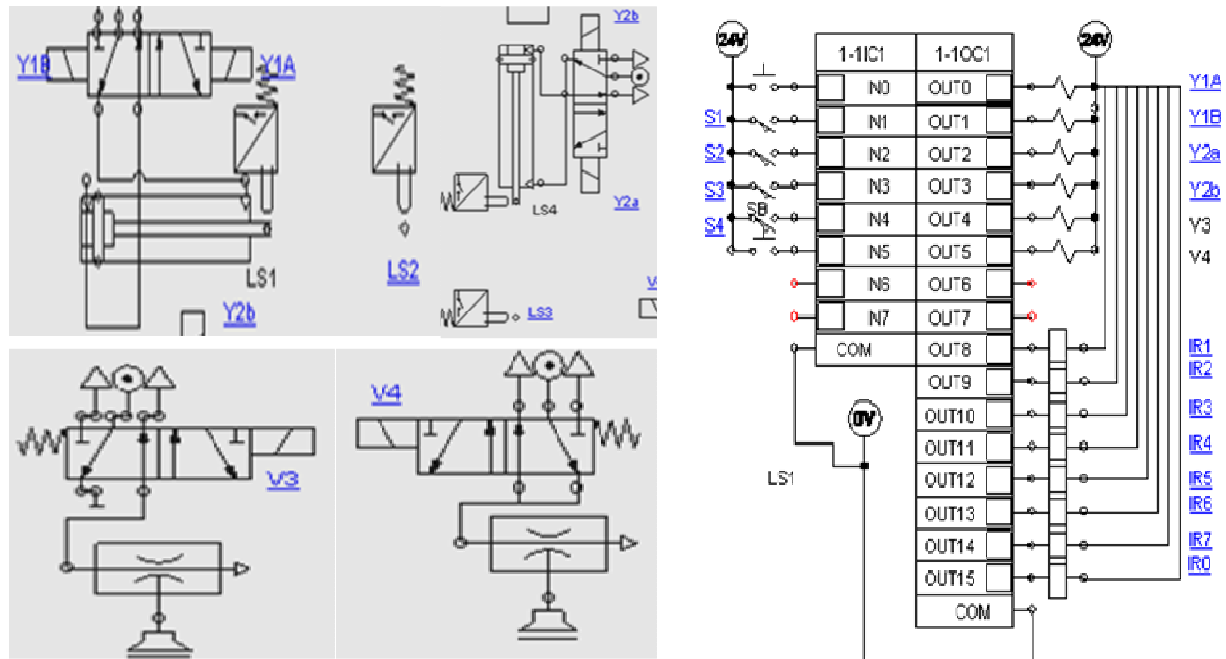 Y1B
Y1A
LS1
LS2
Y2b
Y2b
LS4
Y2a
LS3
V4
V3
24V
24V
1-1IC1
1-1OC1
IN0
OUT0
Y1A
S1
IN1
OUT1
Y1B
S2
IN2
OUT2
Y2a
S3
IN3
OUT3
Y2b
SB
S4
IN4
OUT4
V3
IN5
OUT5
V4
IN6
OUT6
IN7
OUT7
COM
OUT8
IR1
OUT9
IR2
0V
OUT10
IR3
OUT11
IR4
LS1
OUT12
IR5
OUT13
IR6
OUT14
IR7
OUT15
IR0
COM